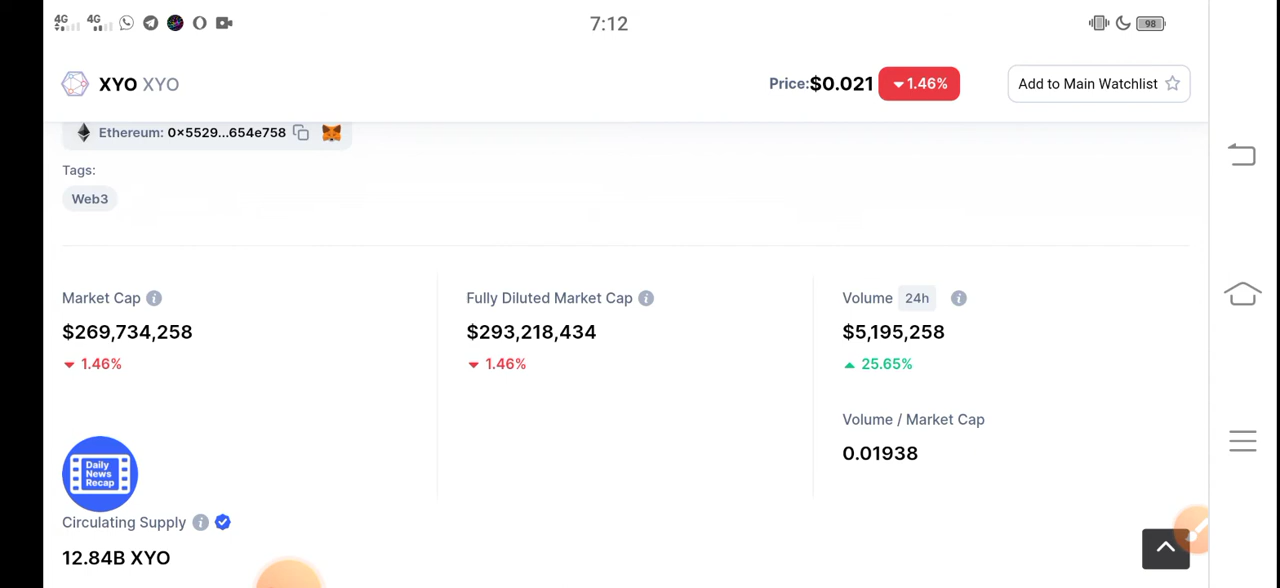 4G 4G 7:12 98
XYO XYO Price:$0.021 1.46% Add to Main Watchlist
Ethereum: 0x5529...654e758
Tags:
Web3
Market Cap Fully Diluted Market Cap Volume 24h
$269,734,258 $293,218,434 $5,195,258
1.46% 1.46% 25.65%
Volume / Market Cap
0.01938
Daily
News
Recap
Circulating Supply
12.84B XYO